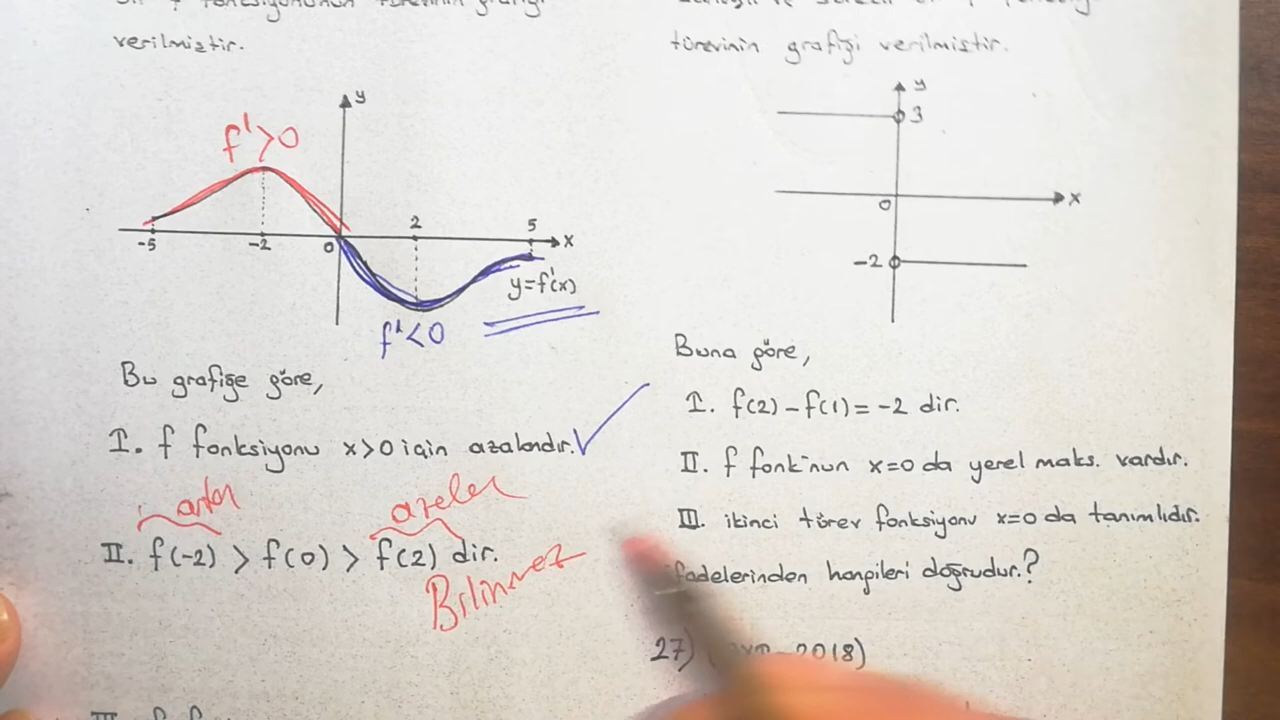 verilmiştir.
y
f'>0
-5
-2
0
2
5
x
y=f'(x)
f'<0
Bu grafiğe göre,
I. f fonksiyonu x>0 için azalandır.
artar
azalar
II. f(-2) > f(0) > f(2) dir.
Bilinmez
türevinin grafiği verilmiştir.
y
3
0
x
-2
Buna göre,
I. f(2)-f(1)=-2 dir.
II. f fonk'nun x=0 da yerel maks. vardır.
III. ikinci türev fonksiyonu x=0 da tanımlıdır.
ifadelerinden hangileri doğrudur.?
27) 2018)